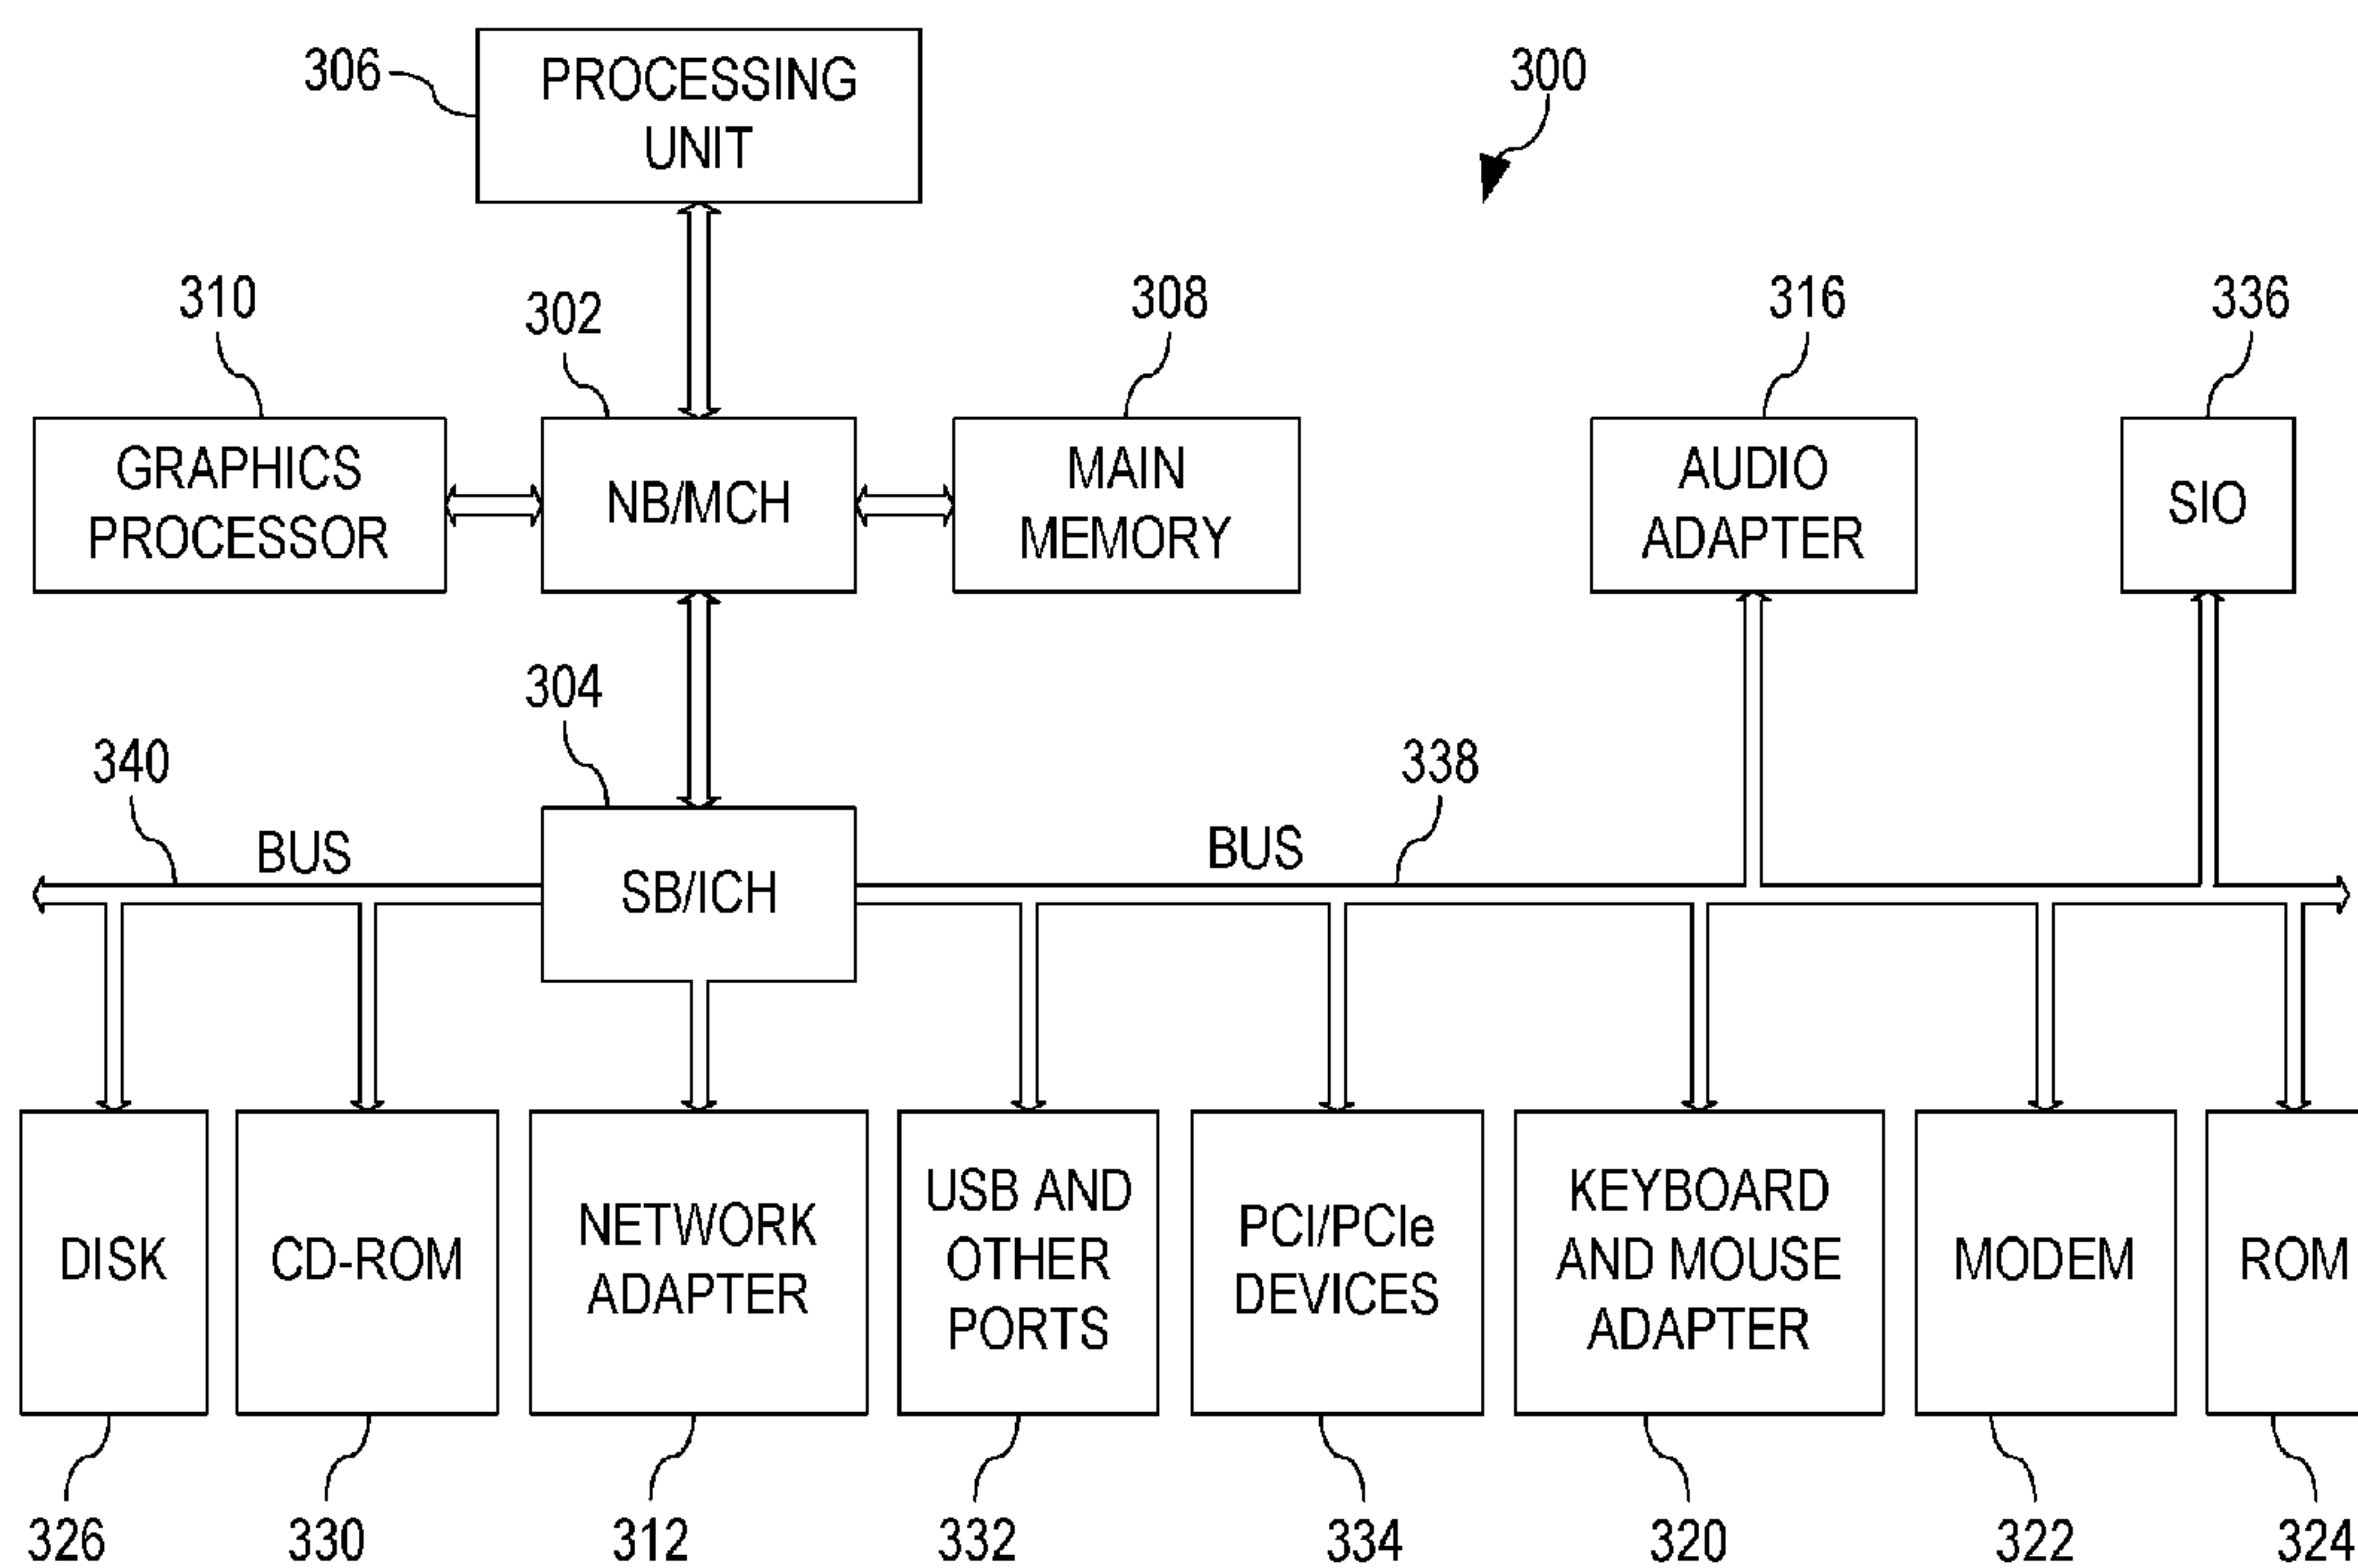 306
PROCESSING
UNIT
300
310
302
308
316
336
GRAPHICS
PROCESSOR
NB/MCH
MAIN
MEMORY
AUDIO
ADAPTER
SIO
304
340
338
BUS
SB/ICH
BUS
DISK
CD-ROM
NETWORK
ADAPTER
USB AND
OTHER
PORTS
PCI/PCIe
DEVICES
KEYBOARD
AND MOUSE
ADAPTER
MODEM
ROM
326
330
312
332
334
320
322
324